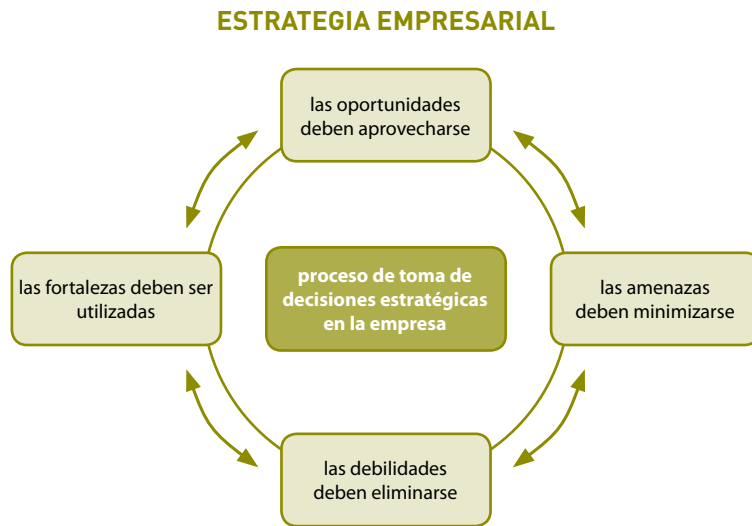 ESTRATEGIA EMPRESARIAL
las oportunidades
deben aprovecharse
las fortalezas deben ser
utilizadas
proceso de toma de
decisiones estratégicas
en la empresa
las amenazas
deben minimizarse
las debilidades
deben eliminarse